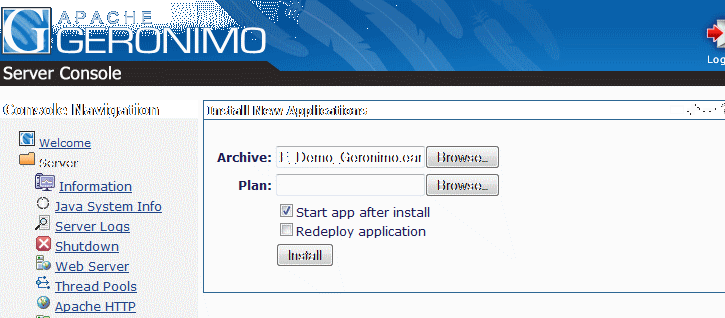 APACHE
GERONIMO
Log
Server Console
Console Navigation
Install New Applications
Welcome
Server
Information
Java System Info
Server Logs
Shutdown
Web Server
Thread Pools
Apache HTTP
Archive: Demo_Geronimo.ear Browse...
Plan: Browse...
Start app after install
Redeploy application
Install